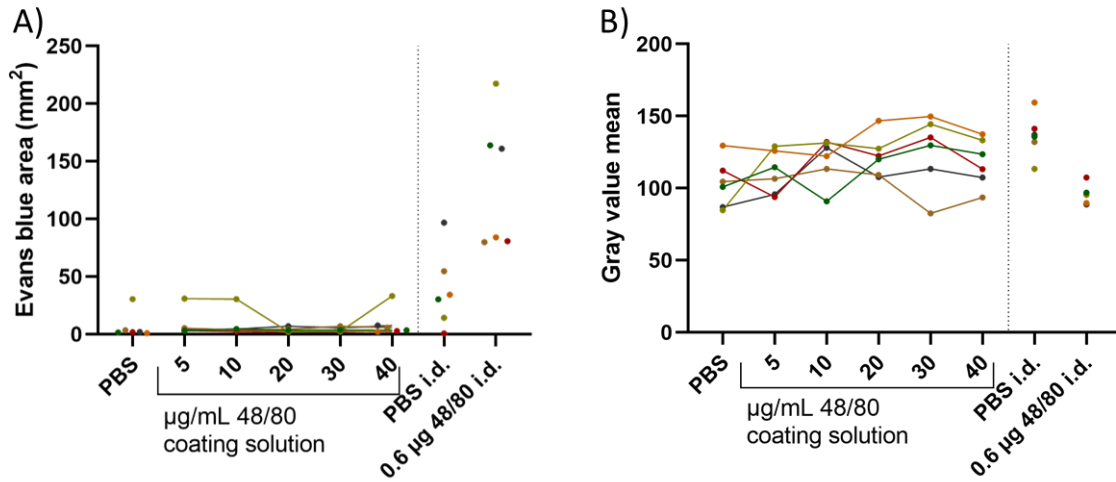 A)
Evans blue area (mm²)
250
200
150
100
50
0
PBS
5
10
20
30
40
PBS i.d.
0.6 µg 48/80 i.d.
µg/mL 48/80
coating solution
B)
Gray value mean
200
150
100
50
0
PBS
5
10
20
30
40
PBS i.d.
0.6 µg 48/80 i.d.
µg/mL 48/80
coating solution